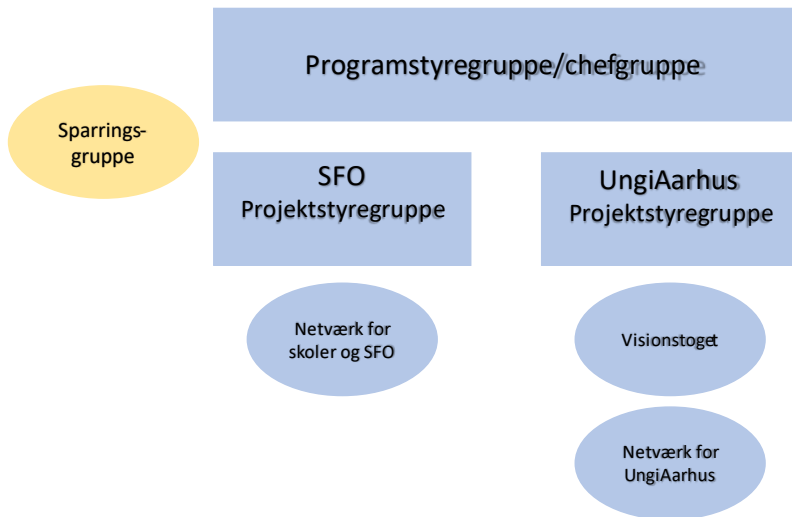 Programstyregruppe/chefgruppe
Sparrings-
gruppe
SFO
Projektstyregruppe
UngiAarhus
Projektstyregruppe
Netværk for
skoler og SFO
Visionstoget
Netværk for
UngiAarhus